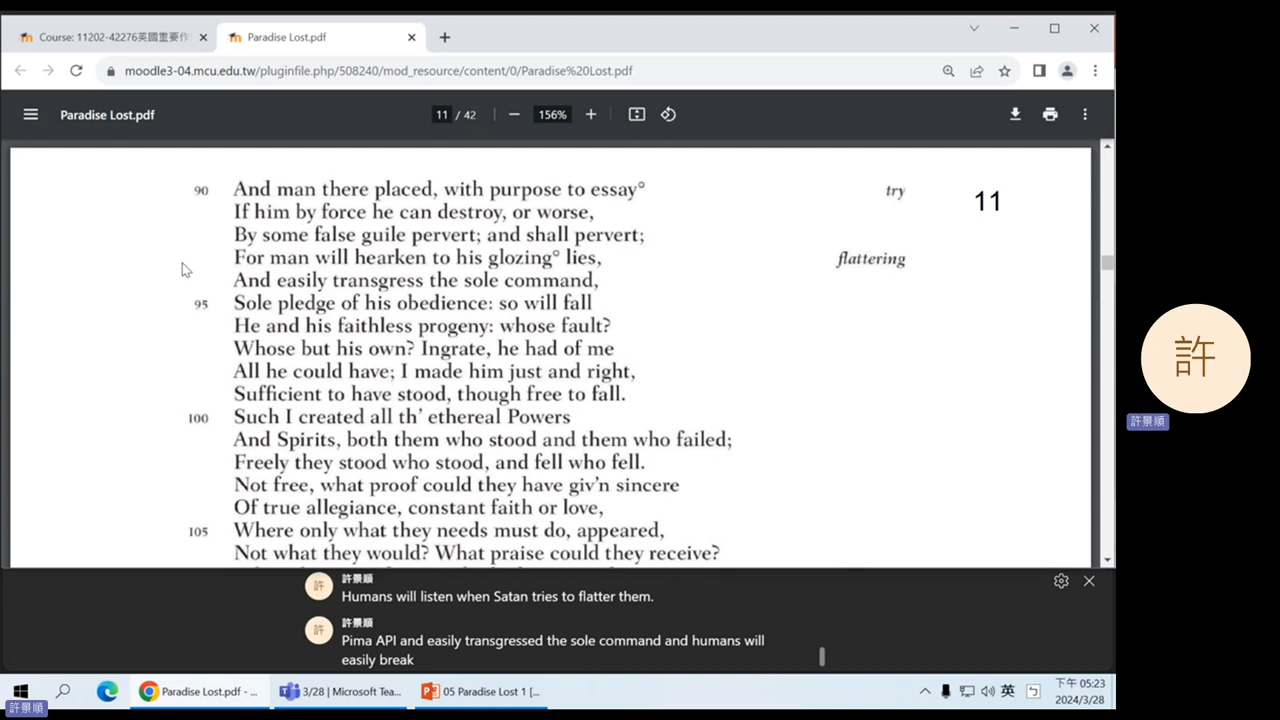 Course: 11202-42276英國重要作
Paradise Lost.pdf
moodle3-04.mcu.edu.tw/pluginfile.php/508240/mod_resource/content/0/Paradise%20Lost.pdf
Paradise Lost.pdf
11 / 42
156%
90 And man there placed, with purpose to essay° try
11
If him by force he can destroy, or worse,
By some false guile pervert; and shall pervert;
For man will hearken to his glozing° lies, flattering
And easily transgress the sole command,
95 Sole pledge of his obedience: so will fall
He and his faithless progeny: whose fault?
Whose but his own? Ingrate, he had of me
All he could have; I made him just and right,
Sufficient to have stood, though free to fall.
100 Such I created all th' ethereal Powers
And Spirits, both them who stood and them who failed;
Freely they stood who stood, and fell who fell.
Not free, what proof could they have giv'n sincere
Of true allegiance, constant faith or love,
105 Where only what they needs must do, appeared,
Not what they would? What praise could they receive?
許
許景順
許
許景順
Humans will listen when Satan tries to flatter them.
許
許景順
Pima API and easily transgressed the sole command and humans will
easily break
Paradise Lost.pdf - ...
3/28 | Microsoft Tea...
05 Paradise Lost 1 [...
英
下午 05:23
2024/3/28
許景順